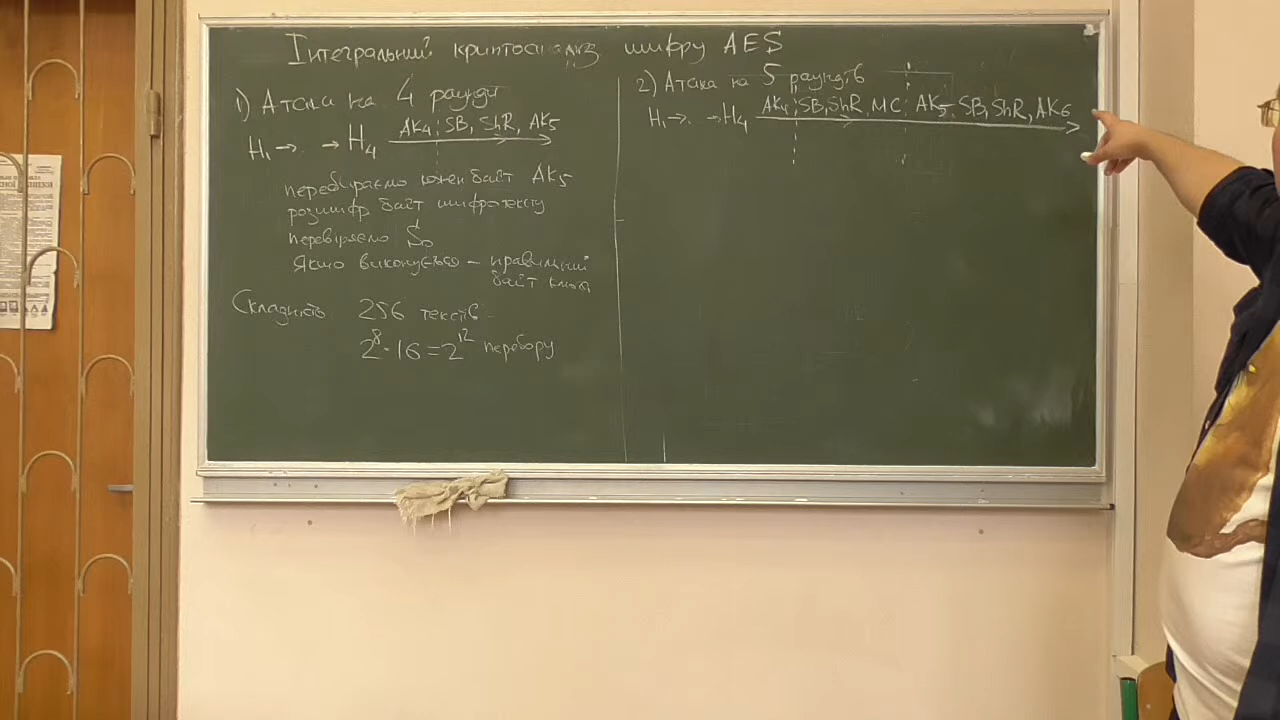 Інтегральний криптоаналіз шифру AES
1) Атака на 4 раунди
H₁ → . → H₄ AK₄, SB, ShR, AK₅
перебираємо кожен байт AK₅
розшифр байт шифротексту
перевіряємо S₀
Якщо виконується – правильний
байт ключа
Складність 256 текстів
2⁸·16=2¹² перебору
2) Атака на 5 раундів
H₁→. .→H₄ AK₄, SB, ShR, MC, AK₅ SB, ShR, AK₆